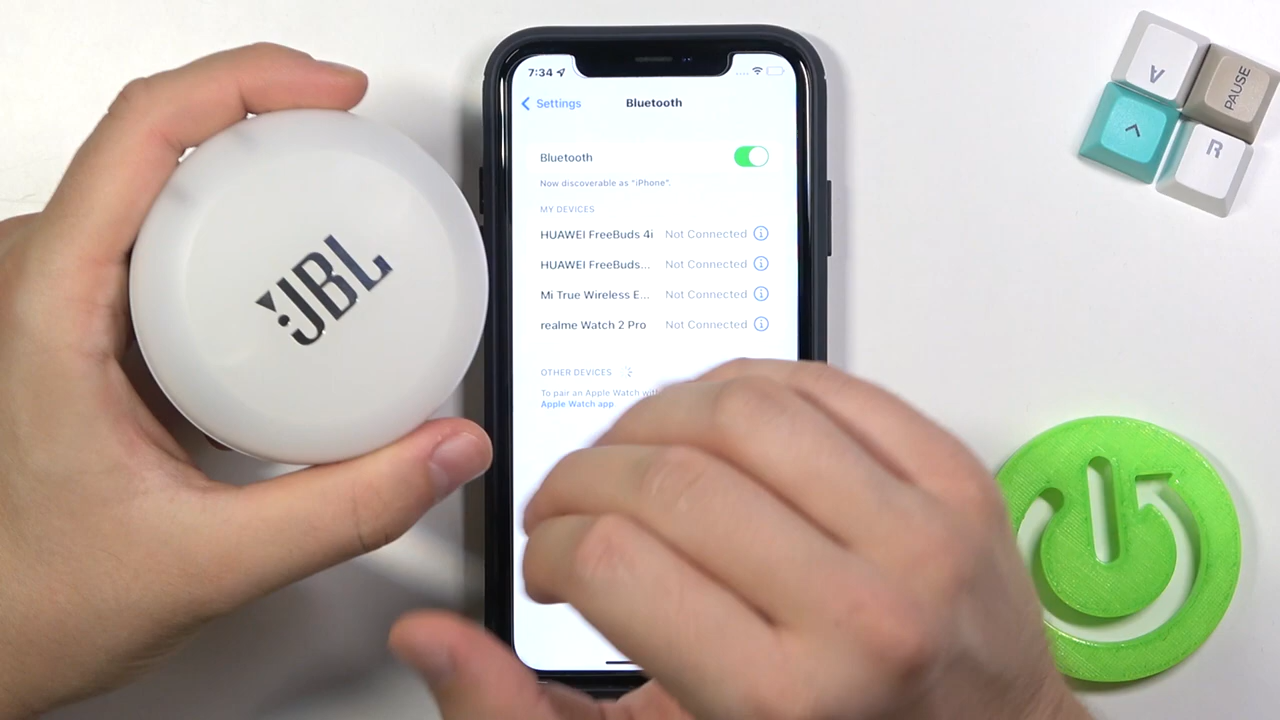 JBL
7:34
Settings
Bluetooth
Bluetooth
Now discoverable as "iPhone".
MY DEVICES
HUAWEI FreeBuds 4i Not Connected
HUAWEI FreeBuds... Not Connected
Mi True Wireless E... Not Connected
realme Watch 2 Pro Not Connected
OTHER DEVICES
To pair an Apple Watch with
Apple Watch app
A
PAUSE
R